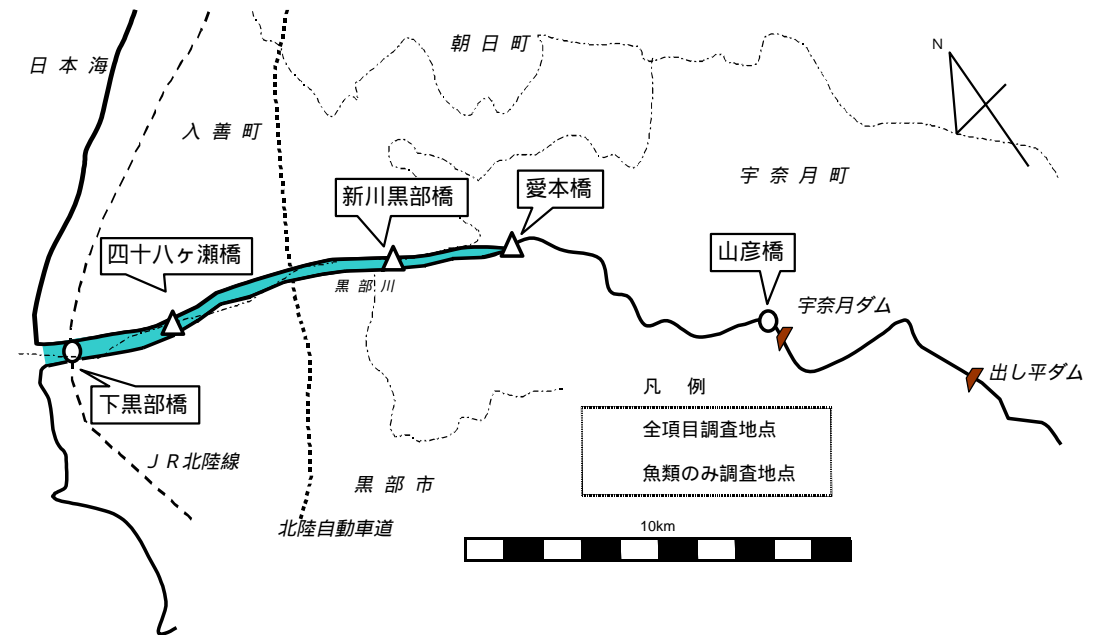 日本海
朝日町
N
入善町
宇奈月町
新川黒部橋
愛本橋
四十八ヶ瀬橋
山彦橋
黒部川
宇奈月ダム
出し平ダム
下黒部橋
凡 例
全項目調査地点
魚類のみ調査地点
ＪＲ北陸線
黒部市
北陸自動車道
10km